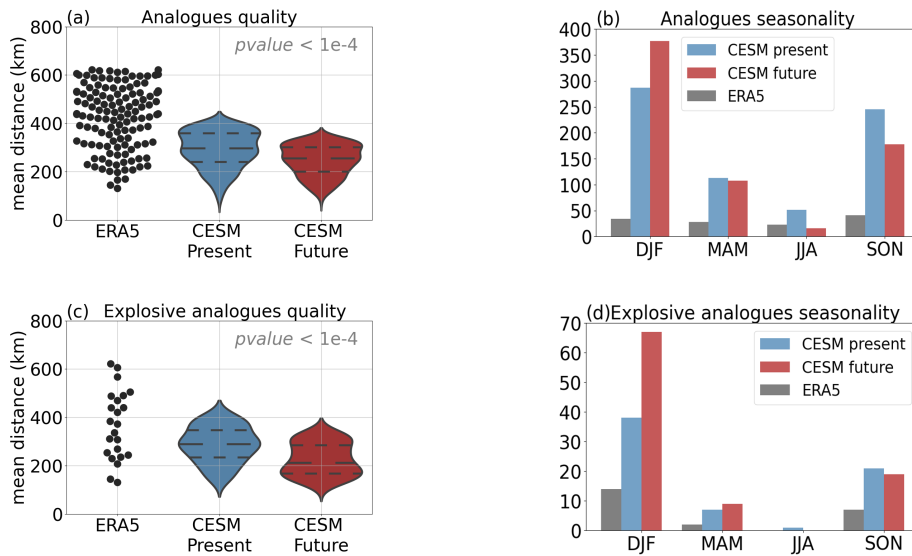 (a) Analogues quality
pvalue < 1e-4
mean distance (km)
800
600
400
200
0
ERA5
CESM Present
CESM Future
(b) Analogues seasonality
CESM present
CESM future
ERA5
400
350
300
250
200
150
100
50
0
DJF
MAM
JJA
SON
(c) Explosive analogues quality
pvalue < 1e-4
mean distance (km)
800
600
400
200
0
ERA5
CESM Present
CESM Future
(d)Explosive analogues seasonality
CESM present
CESM future
ERA5
70
60
50
40
30
20
10
0
DJF
MAM
JJA
SON